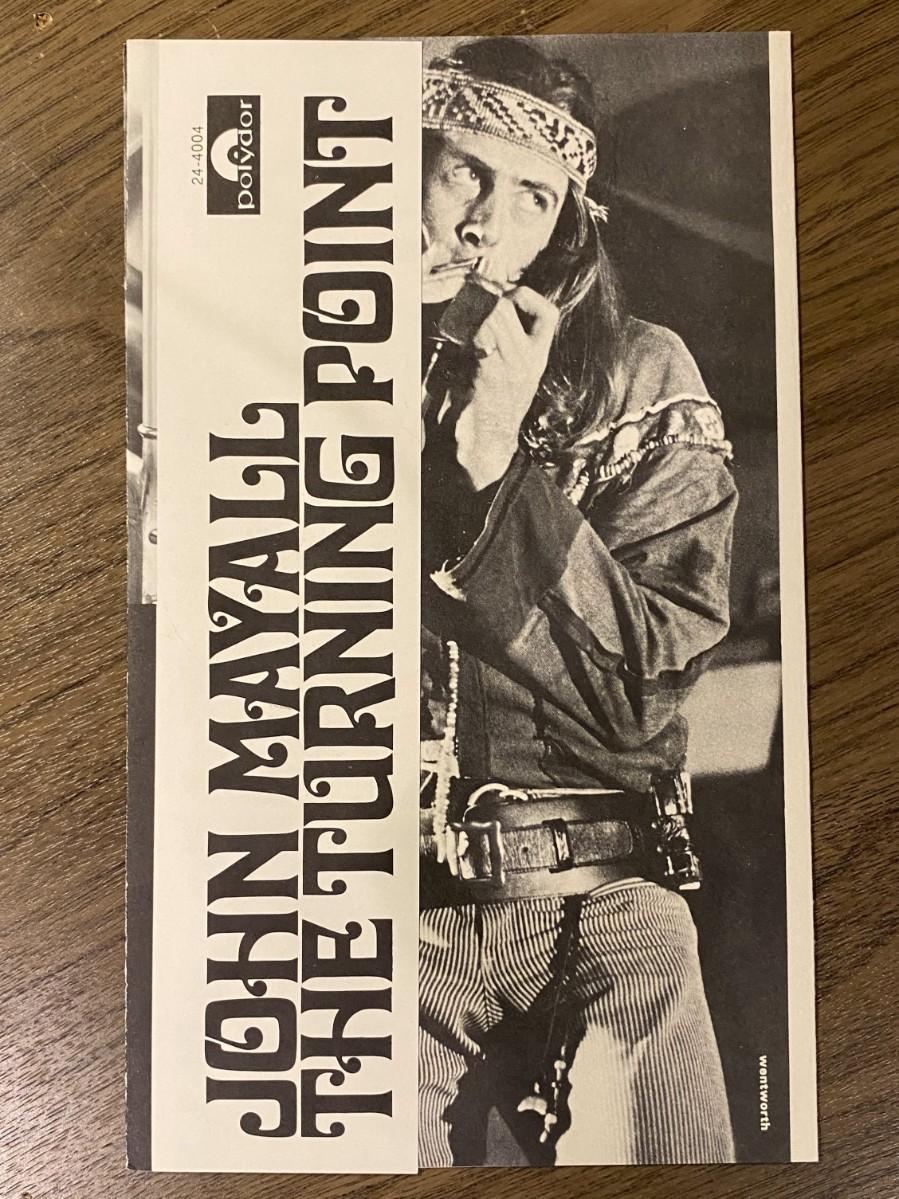 24-4004
polydor
JOHN MAYALL
THE TURNING POINT
wentworth